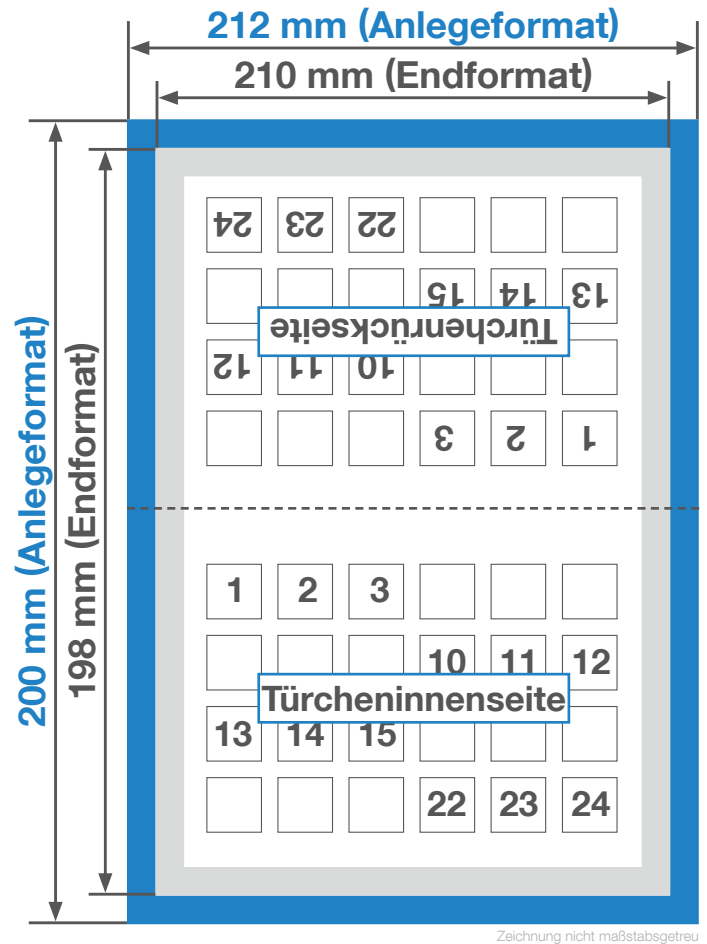 212 mm (Anlegeformat)
210 mm (Endformat)
200 mm (Anlegeformat)
198 mm (Endformat)
24 23 22
15 14 13
Türchenrückseite
12 11 10
3 2 1
1 2 3
10 11 12
Türcheninnenseite
13 14 15
22 23 24
Zeichnung nicht maßstabsgetreu